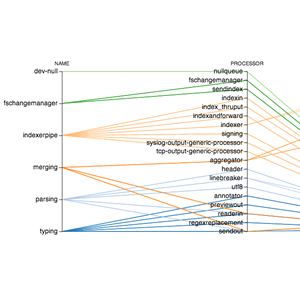 NAME
PROCESSOR
dev-null
nullqueue
fschangemanager
fschangemanager
sendindex
indexin
index_thruput
indexandforward
indexerpipe
indexer
signing
syslog-output-generic-processor
tcp-output-generic-processor
merging
aggregator
header
linebreaker
utf8
parsing
annotator
previewout
readerin
typing
regexreplacement
sendout